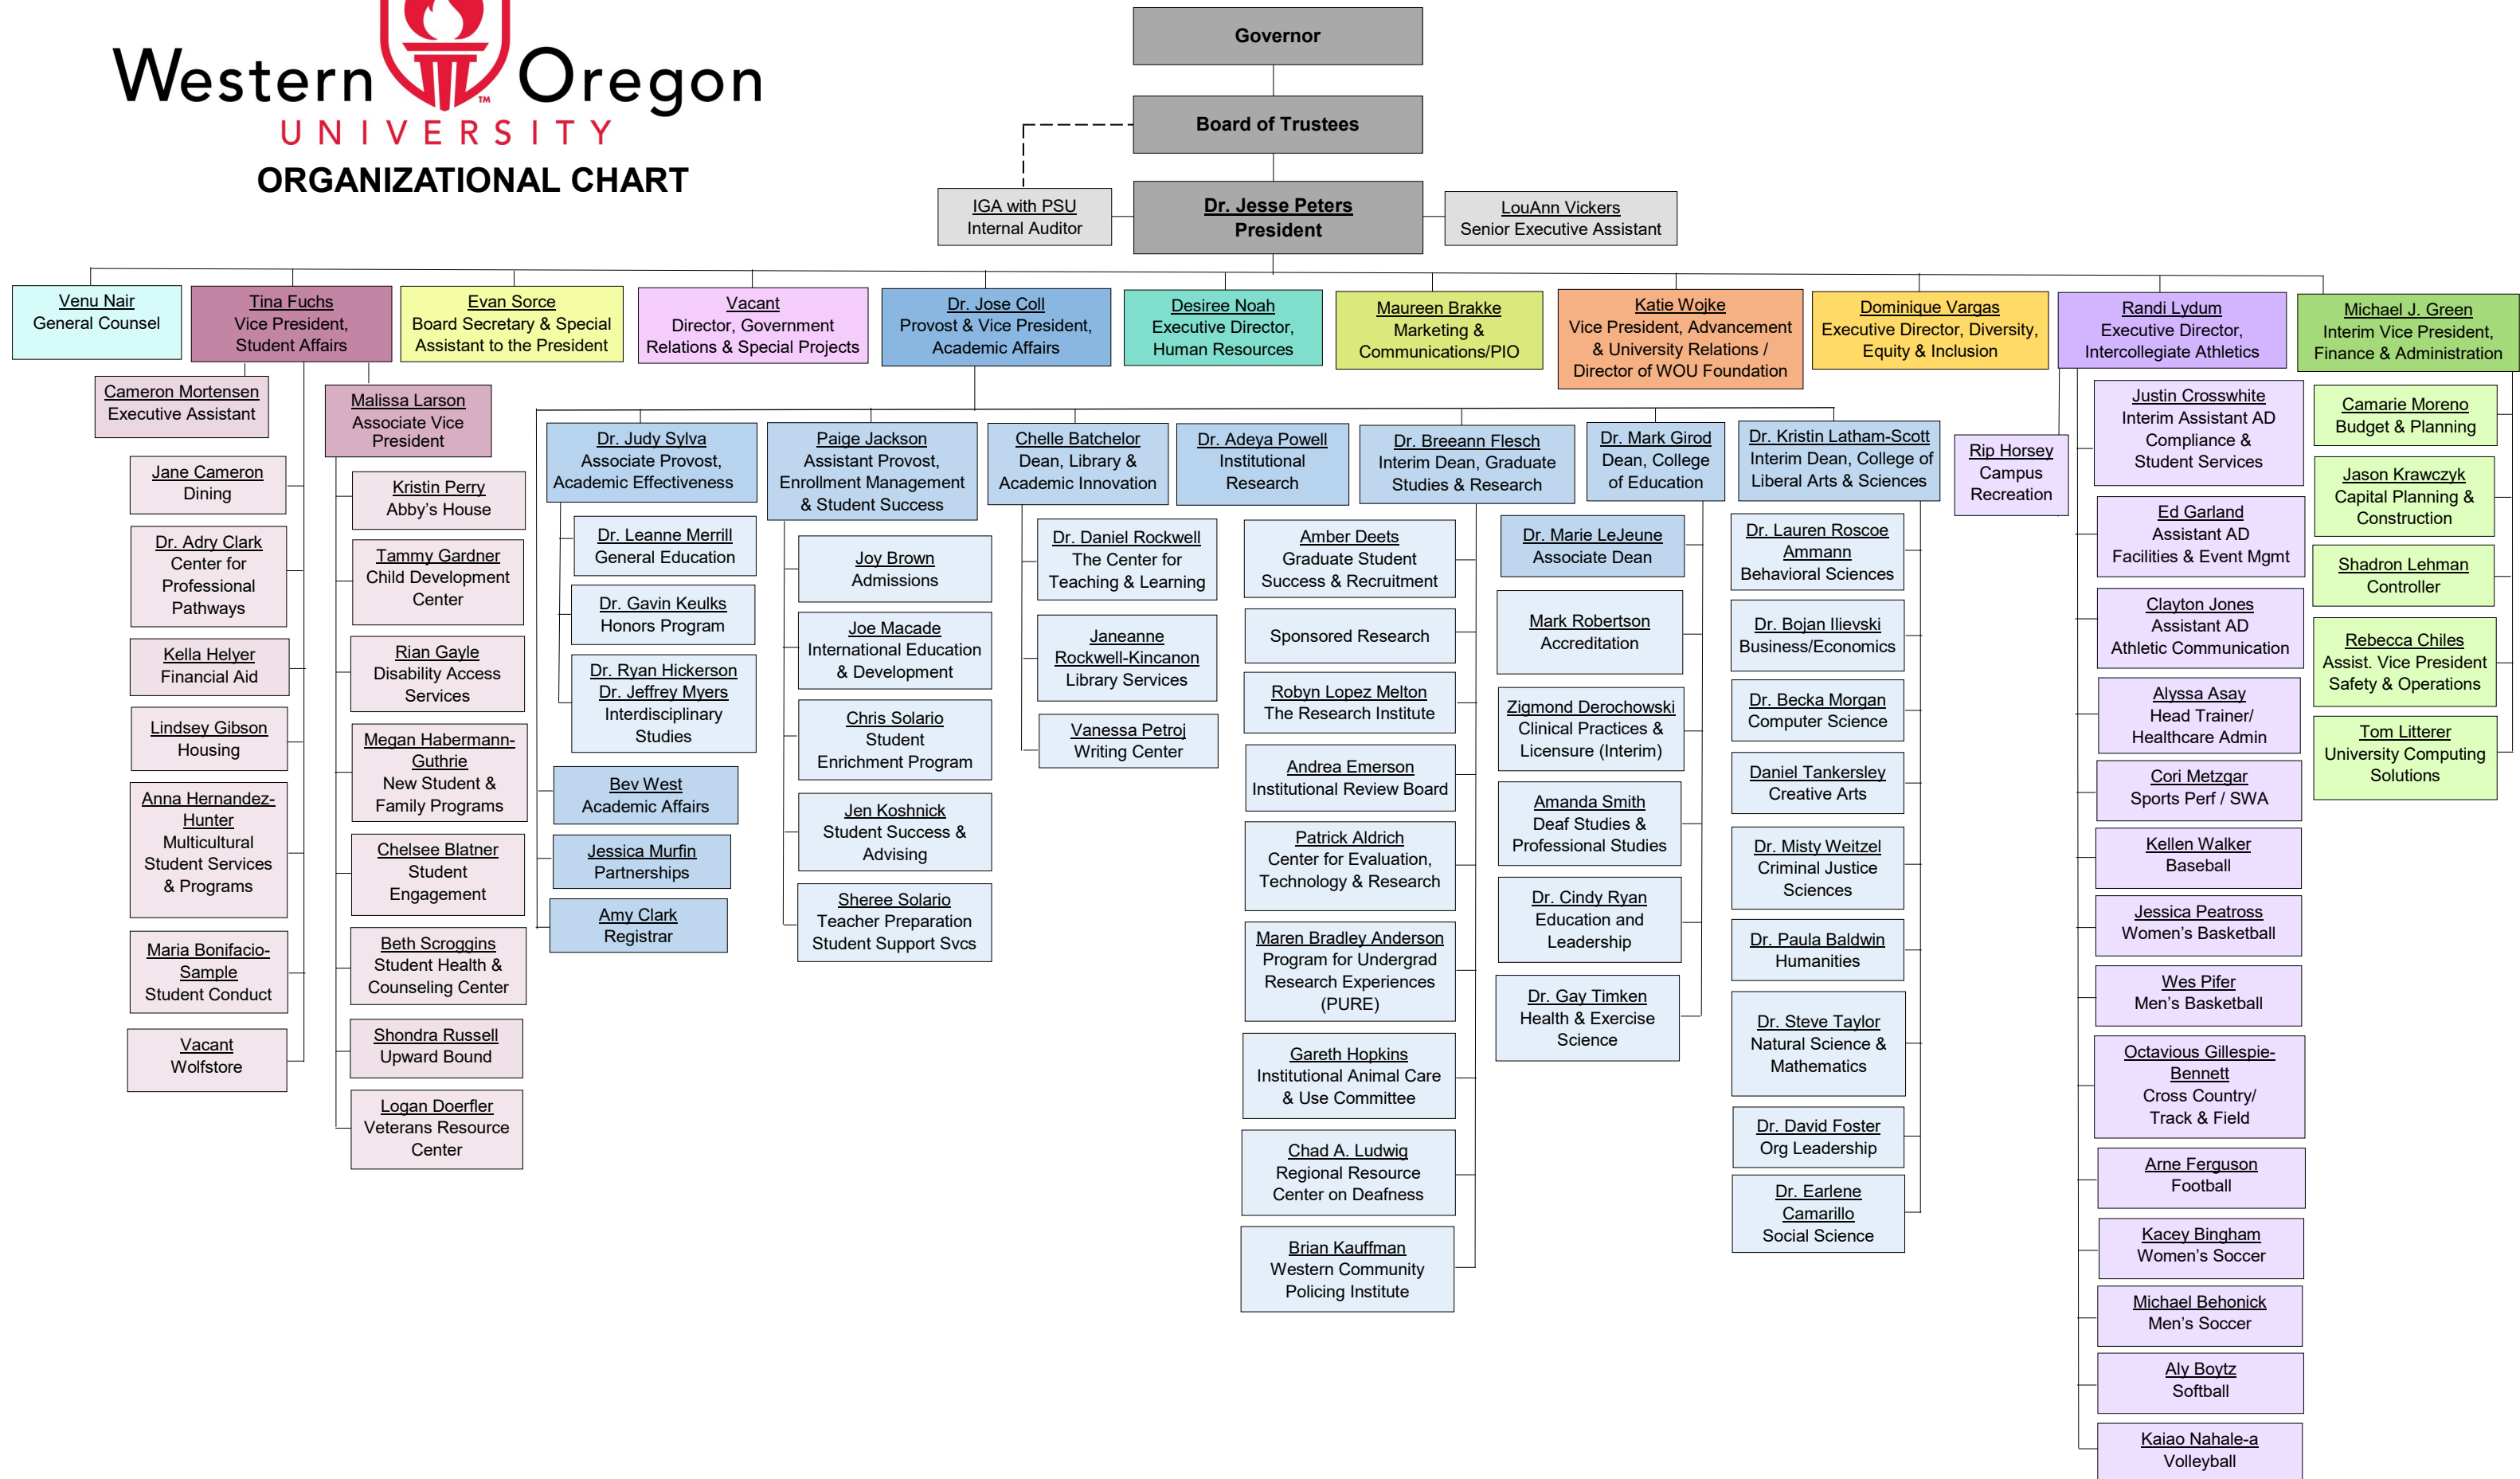 Western Oregon
™
UNIVERSITY
ORGANIZATIONAL CHART
Governor
Board of Trustees
IGA with PSU
Internal Auditor
Dr. Jesse Peters
President
LouAnn Vickers
Senior Executive Assistant
Venu Nair
General Counsel
Tina Fuchs
Vice President,
Student Affairs
Evan Sorce
Board Secretary & Special
Assistant to the President
Vacant
Director, Government
Relations & Special Projects
Dr. Jose Coll
Provost & Vice President,
Academic Affairs
Desiree Noah
Executive Director,
Human Resources
Maureen Brakke
Marketing &
Communications/PIO
Katie Wojke
Vice President, Advancement
& University Relations /
Director of WOU Foundation
Dominique Vargas
Executive Director, Diversity,
Equity & Inclusion
Randi Lydum
Executive Director,
Intercollegiate Athletics
Michael J. Green
Interim Vice President,
Finance & Administration
Cameron Mortensen
Executive Assistant
Malissa Larson
Associate Vice
President
Jane Cameron
Dining
Dr. Adry Clark
Center for
Professional
Pathways
Kella Helyer
Financial Aid
Lindsey Gibson
Housing
Anna Hernandez-
Hunter
Multicultural
Student Services
& Programs
Maria Bonifacio-
Sample
Student Conduct
Vacant
Wolfstore
Kristin Perry
Abby’s House
Tammy Gardner
Child Development
Center
Rian Gayle
Disability Access
Services
Megan Habermann-
Guthrie
New Student &
Family Programs
Chelsee Blatner
Student
Engagement
Beth Scroggins
Student Health &
Counseling Center
Shondra Russell
Upward Bound
Logan Doerfler
Veterans Resource
Center
Dr. Judy Sylva
Associate Provost,
Academic Effectiveness
Dr. Leanne Merrill
General Education
Dr. Gavin Keulks
Honors Program
Dr. Ryan Hickerson
Dr. Jeffrey Myers
Interdisciplinary
Studies
Bev West
Academic Affairs
Jessica Murfin
Partnerships
Amy Clark
Registrar
Paige Jackson
Assistant Provost,
Enrollment Management
& Student Success
Joy Brown
Admissions
Joe Macade
International Education
& Development
Chris Solario
Student
Enrichment Program
Jen Koshnick
Student Success &
Advising
Sheree Solario
Teacher Preparation
Student Support Svcs
Chelle Batchelor
Dean, Library &
Academic Innovation
Dr. Daniel Rockwell
The Center for
Teaching & Learning
Janeanne
Rockwell-Kincanon
Library Services
Vanessa Petroj
Writing Center
Dr. Adeya Powell
Institutional
Research
Dr. Breeann Flesch
Interim Dean, Graduate
Studies & Research
Amber Deets
Graduate Student
Success & Recruitment
Sponsored Research
Robyn Lopez Melton
The Research Institute
Andrea Emerson
Institutional Review Board
Patrick Aldrich
Center for Evaluation,
Technology & Research
Maren Bradley Anderson
Program for Undergrad
Research Experiences
(PURE)
Gareth Hopkins
Institutional Animal Care
& Use Committee
Chad A. Ludwig
Regional Resource
Center on Deafness
Brian Kauffman
Western Community
Policing Institute
Dr. Mark Girod
Dean, College
of Education
Dr. Marie LeJeune
Associate Dean
Mark Robertson
Accreditation
Zigmond Derochowski
Clinical Practices &
Licensure (Interim)
Amanda Smith
Deaf Studies &
Professional Studies
Dr. Cindy Ryan
Education and
Leadership
Dr. Gay Timken
Health & Exercise
Science
Dr. Kristin Latham-Scott
Interim Dean, College of
Liberal Arts & Sciences
Dr. Lauren Roscoe
Ammann
Behavioral Sciences
Dr. Bojan Ilievski
Business/Economics
Dr. Becka Morgan
Computer Science
Daniel Tankersley
Creative Arts
Dr. Misty Weitzel
Criminal Justice
Sciences
Dr. Paula Baldwin
Humanities
Dr. Steve Taylor
Natural Science &
Mathematics
Dr. David Foster
Org Leadership
Dr. Earlene
Camarillo
Social Science
Rip Horsey
Campus
Recreation
Justin Crosswhite
Interim Assistant AD
Compliance &
Student Services
Ed Garland
Assistant AD
Facilities & Event Mgmt
Clayton Jones
Assistant AD
Athletic Communication
Alyssa Asay
Head Trainer/
Healthcare Admin
Cori Metzgar
Sports Perf / SWA
Kellen Walker
Baseball
Jessica Peatross
Women’s Basketball
Wes Pifer
Men’s Basketball
Octavious Gillespie-
Bennett
Cross Country/
Track & Field
Arne Ferguson
Football
Kacey Bingham
Women’s Soccer
Michael Behonick
Men’s Soccer
Aly Boytz
Softball
Kaiao Nahale-a
Volleyball
Camarie Moreno
Budget & Planning
Jason Krawczyk
Capital Planning &
Construction
Shadron Lehman
Controller
Rebecca Chiles
Assist. Vice President
Safety & Operations
Tom Litterer
University Computing
Solutions